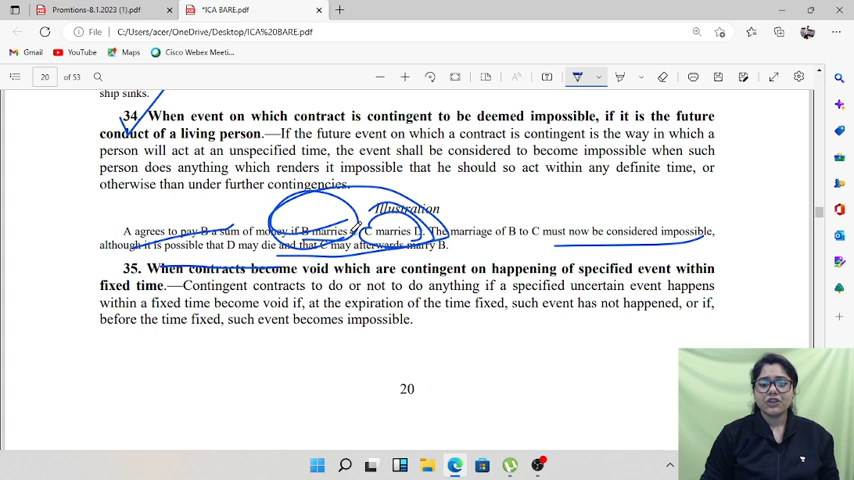 Promtions-8.1.2023 (1).pdf
*ICA BARE.pdf
File
C:/Users/acer/OneDrive/Desktop/ICA%20BARE.pdf
Gmail
YouTube
Maps
Cisco Webex Meeti...
20 of 53
ship sinks.
34. When event on which contract is contingent to be deemed impossible, if it is the future
conduct of a living person.—If the future event on which a contract is contingent is the way in which a
person will act at an unspecified time, the event shall be considered to become impossible when such
person does anything which renders it impossible that he should so act within any definite time, or
otherwise than under further contingencies.
Illustration
A agrees to pay B a sum of money if B marries C marries D. The marriage of B to C must now be considered impossible,
although it is possible that D may die and that C may afterwards marry B.
35. When contracts become void which are contingent on happening of specified event within
fixed time.—Contingent contracts to do or not to do anything if a specified uncertain event happens
within a fixed time become void if, at the expiration of the time fixed, such event has not happened, or if,
before the time fixed, such event becomes impossible.
20